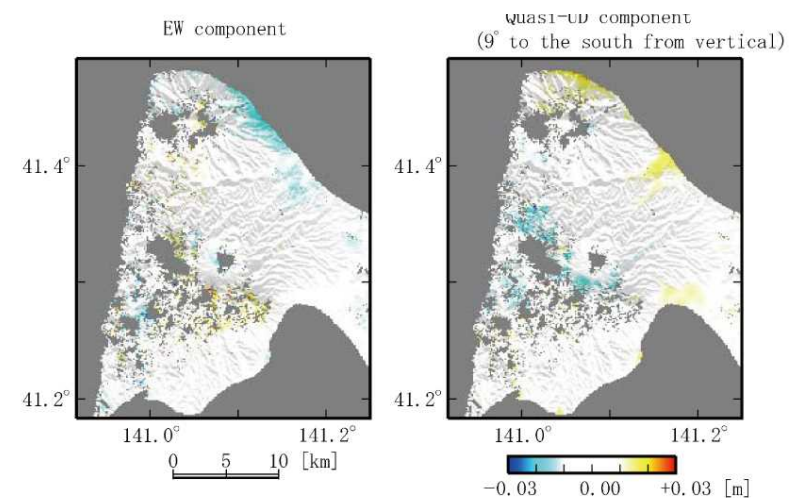 EW component
Quasi-UD component
(9° to the south from vertical)
41.4°
41.2°
141.0°
141.2°
0 5 10 [km]
41.4°
41.2°
141.0°
141.2°
-0.03 0.00 +0.03 [m]